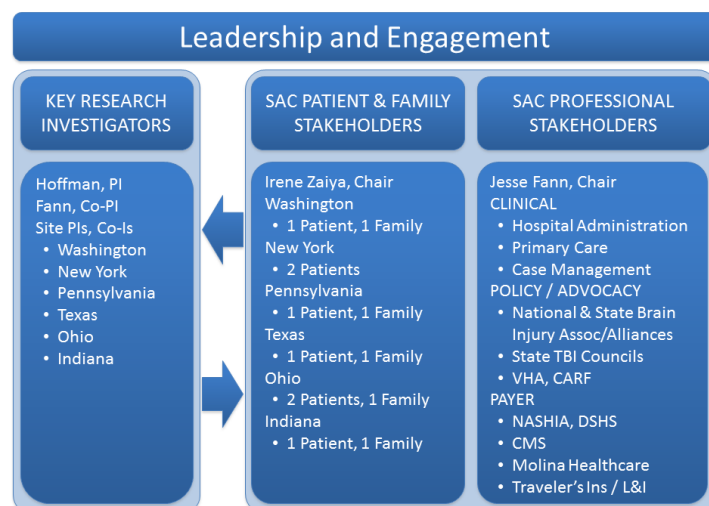 Leadership and Engagement
KEY RESEARCH
INVESTIGATORS
Hoffman, PI
Fann, Co-PI
Site PIs, Co-Is
• Washington
• New York
• Pennsylvania
• Texas
• Ohio
• Indiana
SAC PATIENT & FAMILY
STAKEHOLDERS
Irene Zaiya, Chair
Washington
• 1 Patient, 1 Family
New York
• 2 Patients
Pennsylvania
• 1 Patient, 1 Family
Texas
• 1 Patient, 1 Family
Ohio
• 2 Patients, 1 Family
Indiana
• 1 Patient, 1 Family
SAC PROFESSIONAL
STAKEHOLDERS
Jesse Fann, Chair
CLINICAL
• Hospital Administration
• Primary Care
• Case Management
POLICY / ADVOCACY
• National & State Brain
Injury Assoc/Alliances
• State TBI Councils
• VHA, CARF
PAYER
• NASHIA, DSHS
• CMS
• Molina Healthcare
• Traveler's Ins / L&I